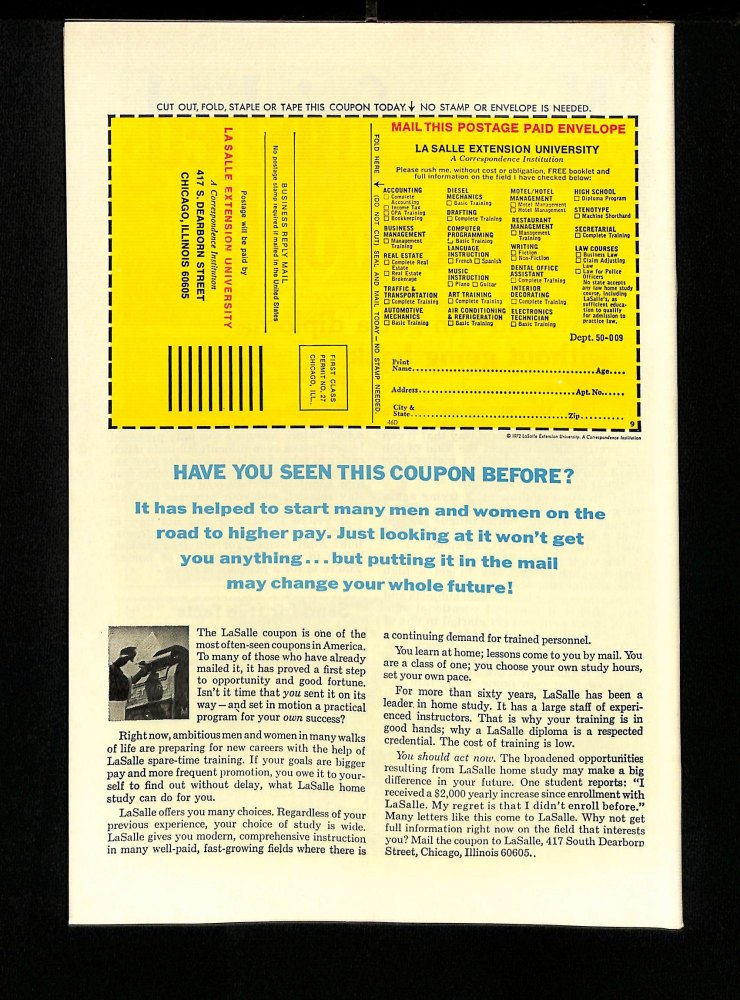 CUT OUT, FOLD, STAPLE OR TAPE THIS COUPON TODAY. ↓ NO STAMP OR ENVELOPE IS NEEDED.
BUSINESS REPLY MAIL
No postage stamp required if mailed in the United States
Postage will be paid by
LASALLE EXTENSION UNIVERSITY
A Correspondence Institution
417 S. DEARBORN STREET
CHICAGO, ILLINOIS 60605
FIRST CLASS
PERMIT NO. 27
CHICAGO, ILL.
FOLD HERE (DO NOT CUT) SEAL AND MAIL TODAY — NO STAMP NEEDED.
MAIL THIS POSTAGE PAID ENVELOPE
LA SALLE EXTENSION UNIVERSITY
A Correspondence Institution
Please rush me, without cost or obligation, FREE booklet and
full information on the field I have checked below:
ACCOUNTING
☐ Complete
Accounting
☐ Income Tax
☐ CPA Training
☐ Bookkeeping
BUSINESS
MANAGEMENT
☐ Management
Training
REAL ESTATE
☐ Complete Real
Estate
☐ Real Estate
Brokerage
TRAFFIC &
TRANSPORTATION
☐ Complete Training
AUTOMOTIVE
MECHANICS
☐ Basic Training
DIESEL
MECHANICS
☐ Basic Training
DRAFTING
☐ Complete Training
COMPUTER
PROGRAMMING
☐ Basic Training
LANGUAGE
INSTRUCTION
☐ French ☐ Spanish
MUSIC
INSTRUCTION
☐ Piano ☐ Guitar
ART TRAINING
☐ Complete Training
AIR CONDITIONING
& REFRIGERATION
☐ Basic Training
MOTEL/HOTEL
MANAGEMENT
☐ Motel Management
☐ Hotel Management
RESTAURANT
MANAGEMENT
☐ Management
Training
WRITING
☐ Fiction
☐ Non-Fiction
DENTAL OFFICE
ASSISTANT
☐ Complete Training
INTERIOR
DECORATING
☐ Complete Training
ELECTRONICS
TECHNICIAN
☐ Basic Training
HIGH SCHOOL
☐ Diploma Program
STENOTYPE
☐ Machine Shorthand
SECRETARIAL
☐ Complete Training
LAW COURSES
☐ Business Law
☐ Claim Adjusting
Law
☐ Law for Police
Officers
No state accepts
any law home study
course, including
LaSalle's, as
sufficient educa-
tion to qualify
for admission to
practice law.
Dept. 50-009
Print
Name Age
Address Apt. No.
City &
State Zip
46D
9
© 1972 LaSalle Extension University, A Correspondence Institution
HAVE YOU SEEN THIS COUPON BEFORE?
It has helped to start many men and women on the
road to higher pay. Just looking at it won't get
you anything...but putting it in the mail
may change your whole future!
The LaSalle coupon is one of the
most often-seen coupons in America.
To many of those who have already
mailed it, it has proved a first step
to opportunity and good fortune.
Isn't it time that you sent it on its
way—and set in motion a practical
program for your own success?
Right now, ambitious men and women in many walks
of life are preparing for new careers with the help of
LaSalle spare-time training. If your goals are bigger
pay and more frequent promotion, you owe it to your-
self to find out without delay, what LaSalle home
study can do for you.
LaSalle offers you many choices. Regardless of your
previous experience, your choice of study is wide.
LaSalle gives you modern, comprehensive instruction
in many well-paid, fast-growing fields where there is
a continuing demand for trained personnel.
You learn at home; lessons come to you by mail. You
are a class of one; you choose your own study hours,
set your own pace.
For more than sixty years, LaSalle has been a
leader in home study. It has a large staff of experi-
enced instructors. That is why your training is in
good hands; why a LaSalle diploma is a respected
credential. The cost of training is low.
You should act now. The broadened opportunities
resulting from LaSalle home study may make a big
difference in your future. One student reports: "I
received a $2,000 yearly increase since enrollment with
LaSalle. My regret is that I didn't enroll before."
Many letters like this come to LaSalle. Why not get
full information right now on the field that interests
you? Mail the coupon to LaSalle, 417 South Dearborn
Street, Chicago, Illinois 60605..